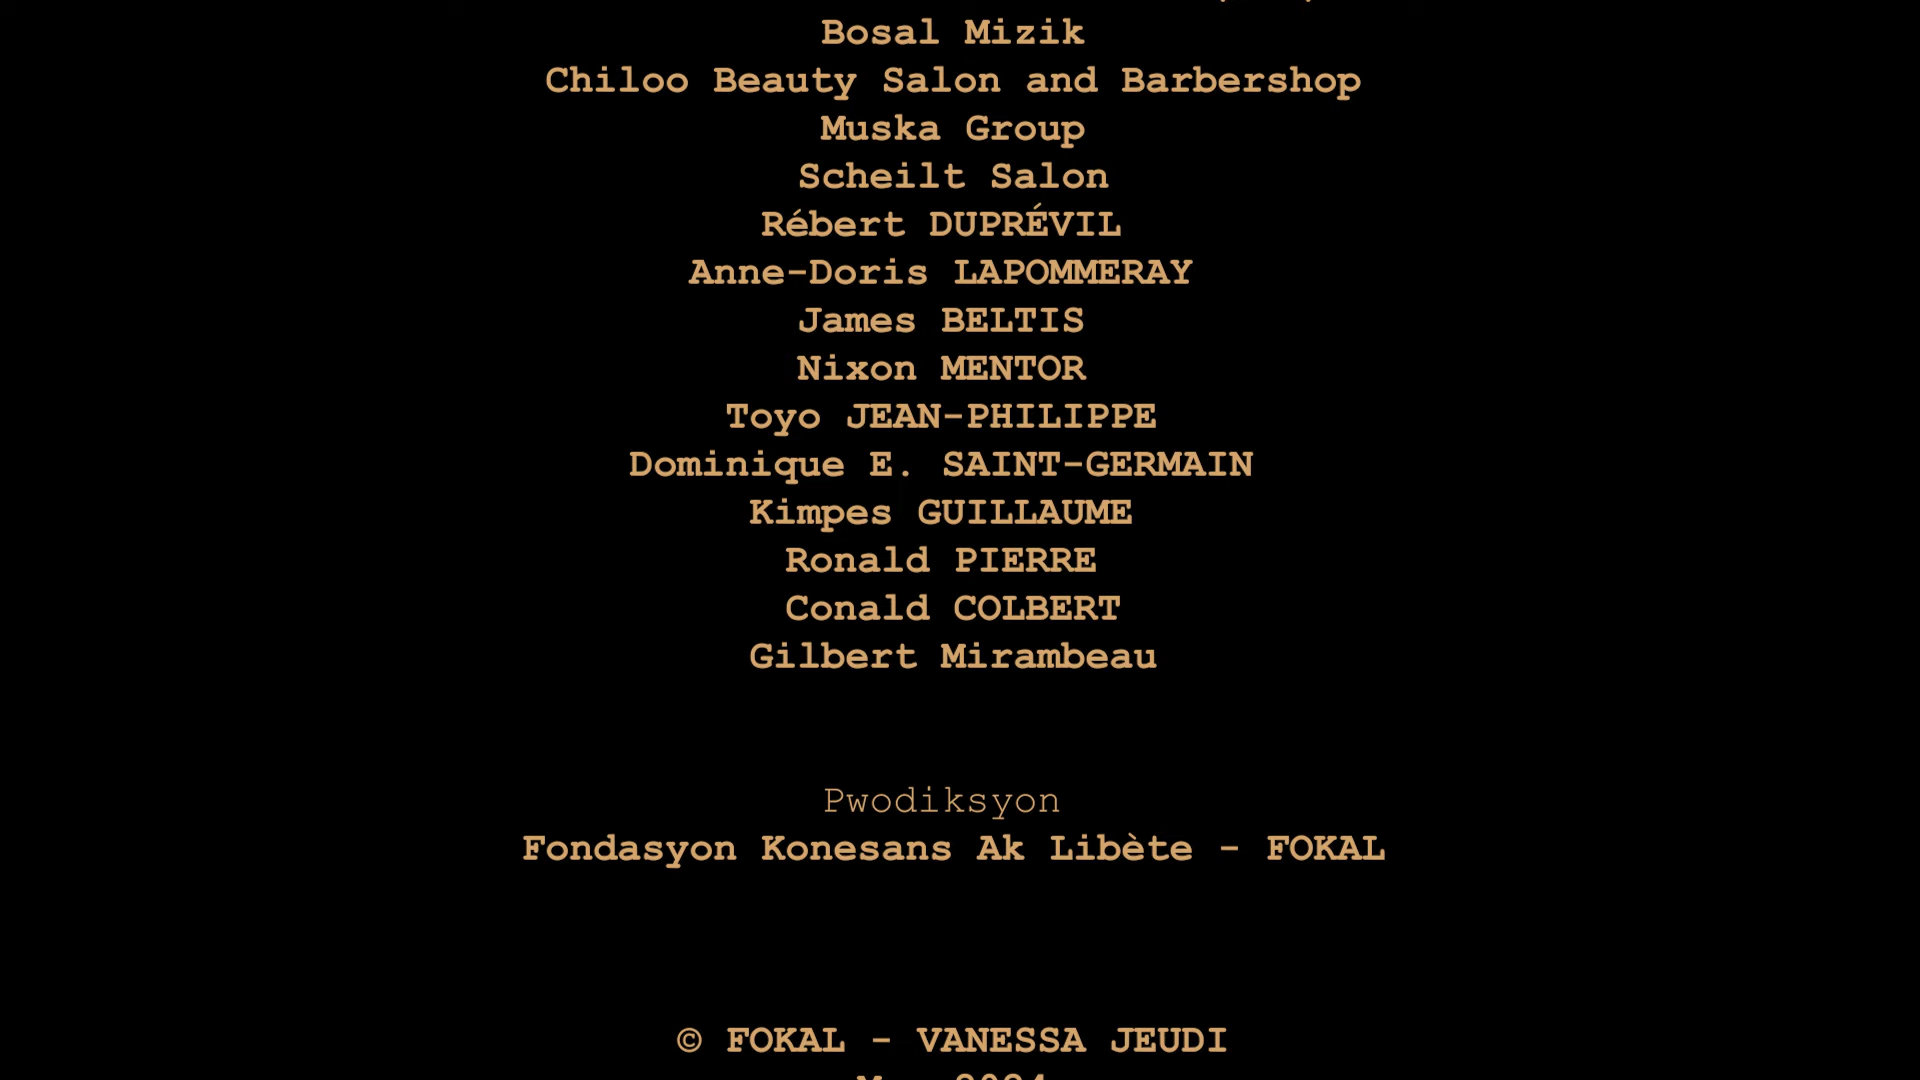 Bosal Mizik
Chiloo Beauty Salon and Barbershop
Muska Group
Scheilt Salon
Rébert DUPRÉVIL
Anne-Doris LAPOMMERAY
James BELTIS
Nixon MENTOR
Toyo JEAN-PHILIPPE
Dominique E. SAINT-GERMAIN
Kimpes GUILLAUME
Ronald PIERRE
Conald COLBERT
Gilbert Mirambeau
Pwodiksyon
Fondasyon Konesans Ak Libète - FOKAL
© FOKAL - VANESSA JEUDI